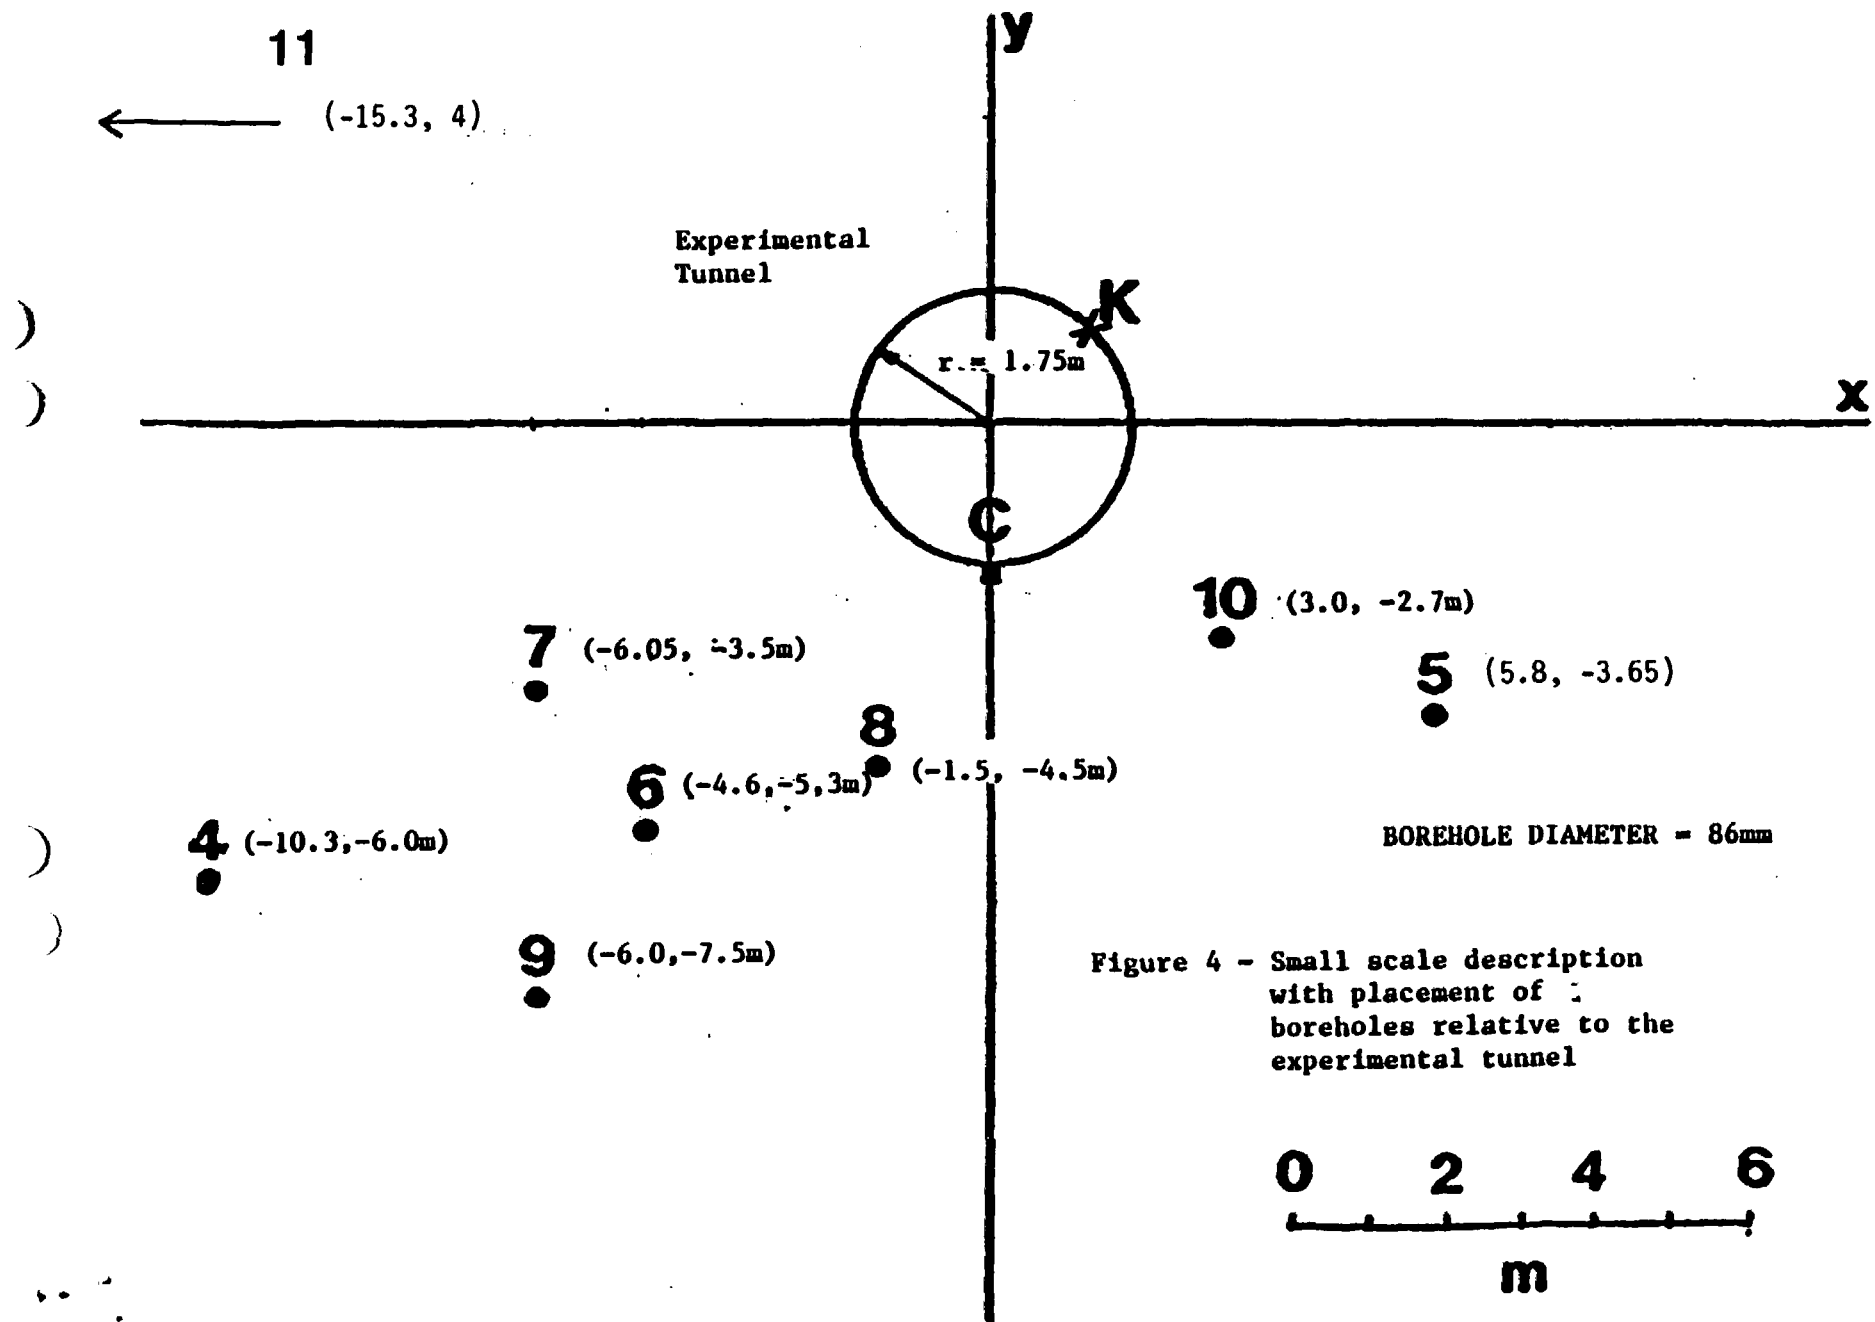 11
y
(-15.3, 4)
Experimental
Tunnel
K
r = 1.75m
x
C
10 (3.0, -2.7m)
7 (-6.05, -3.5m)
5 (5.8, -3.65)
8
(-1.5, -4.5m)
6 (-4.6,-5,3m)
4 (-10.3,-6.0m)
BOREHOLE DIAMETER = 86mm
9 (-6.0,-7.5m)
Figure 4 - Small scale description
with placement of
boreholes relative to the
experimental tunnel
0 2 4 6
m